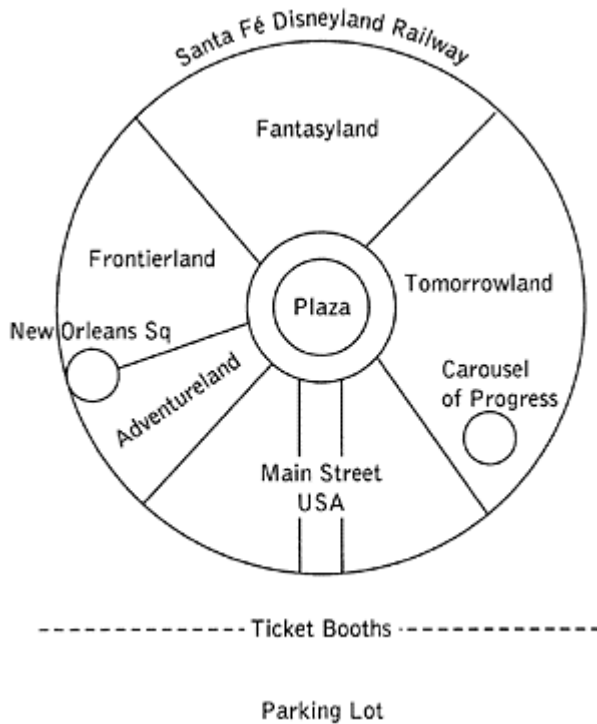 Santa Fé Disneyland Railway
Fantasyland
Frontierland
Tomorrowland
Plaza
New Orleans Sq
Adventureland
Carousel
of Progress
Main Street
USA
Ticket Booths
Parking Lot